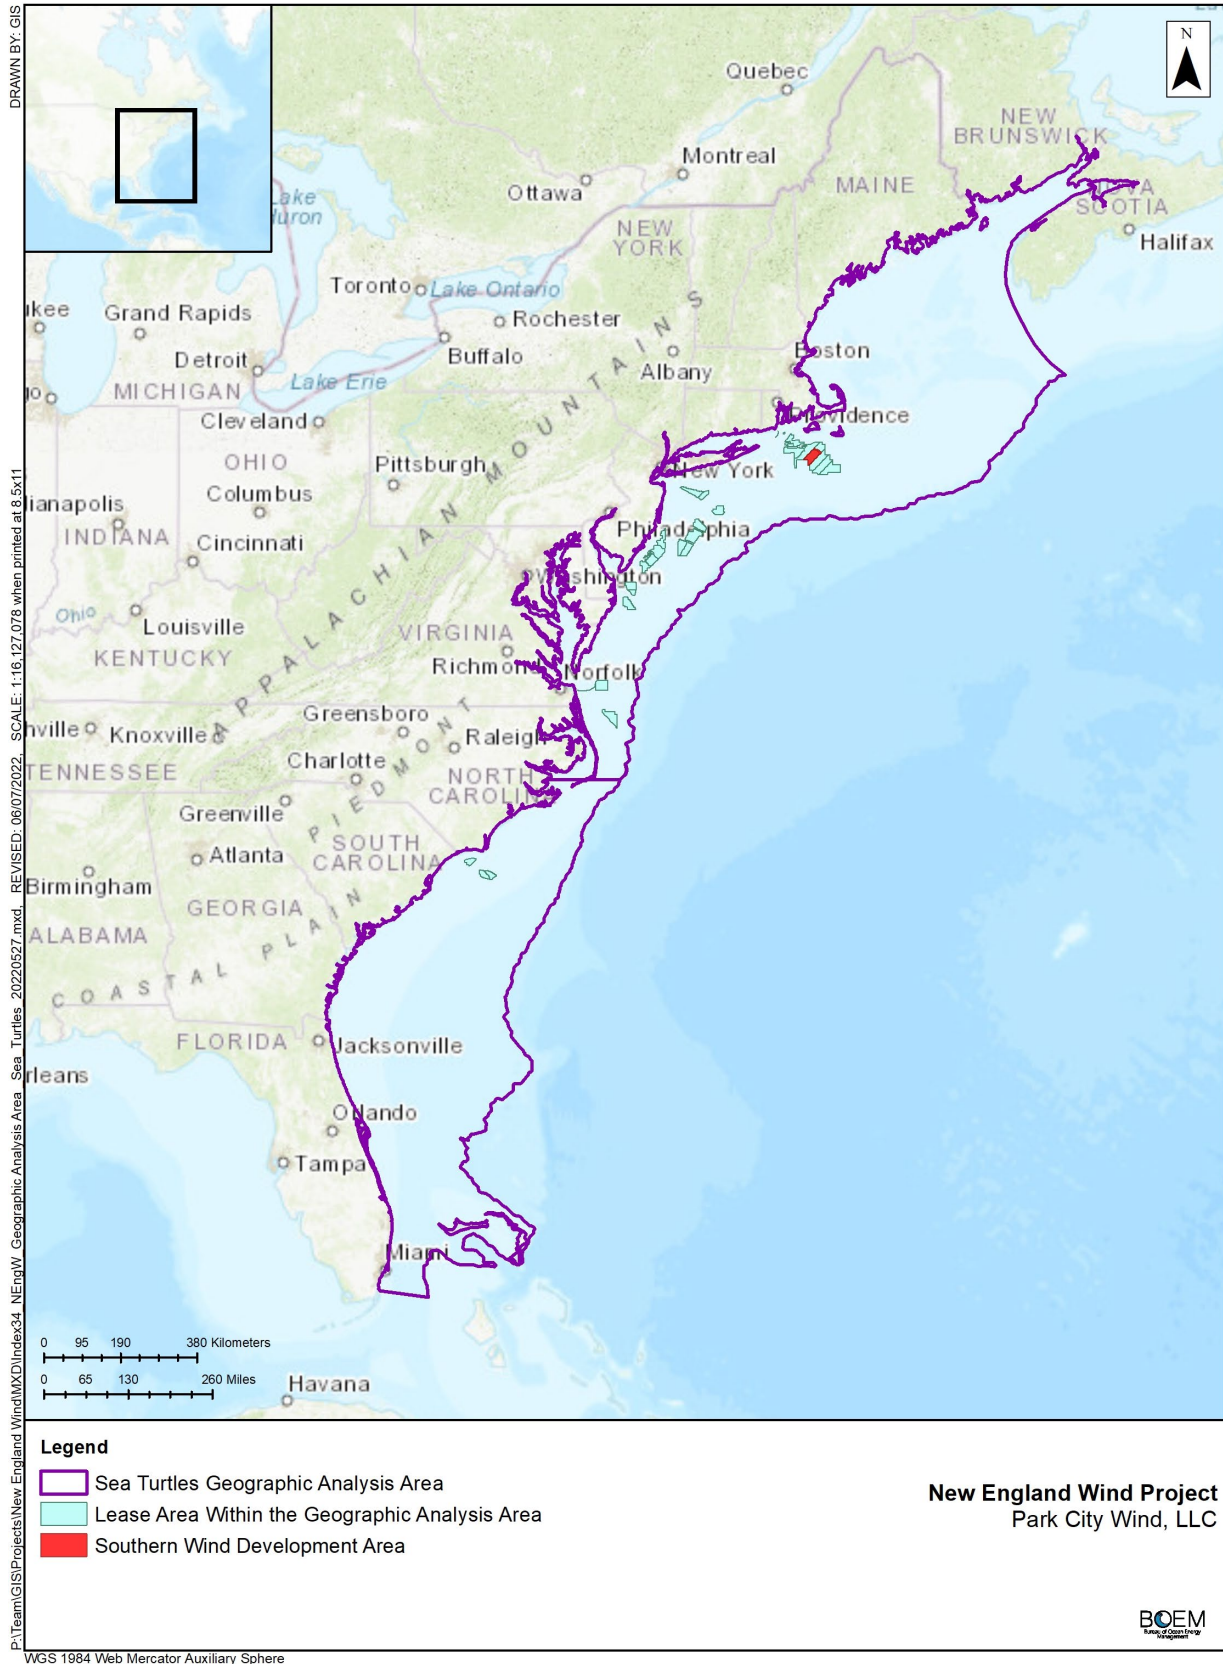 DRAWN BY: GIS
P:\Team\GIS\Projects\New England Wind\MXD\Index34_NEngW_Geographic Analysis Area_Sea_Turtles_20220527.mxd, REVISED: 06/07/2022, SCALE: 1:16,127,078 when printed at 8.5x11
N
Quebec
NEW
BRUNSWICK
Montreal
Ottawa
MAINE
NOVA
SCOTIA
Halifax
Lake
Huron
NEW
YORK
Toronto
Lake Ontario
Rochester
Grand Rapids
Detroit
Buffalo
Albany
Boston
MICHIGAN
Lake Erie
Cleveland
Providence
OHIO
Pittsburgh
New York
Columbus
lianapolis
INDIANA
Philadelphia
Cincinnati
Washington
Ohio
Louisville
VIRGINIA
KENTUCKY
Richmond
Norfolk
APPALACHIAN MOUNTAINS
Greensboro
hville
Knoxville
Raleigh
Charlotte
TENNESSEE
NORTH
CAROLINA
Greenville
PIEDMONT
SOUTH
CAROLINA
Atlanta
Birmingham
GEORGIA
ALABAMA
COASTAL PLAIN
FLORIDA
Jacksonville
rleans
Orlando
Tampa
Miami
0 95 190 380 Kilometers
0 65 130 260 Miles
Havana
Legend
Sea Turtles Geographic Analysis Area
Lease Area Within the Geographic Analysis Area
Southern Wind Development Area
New England Wind Project
Park City Wind, LLC
BOEM
Bureau of Ocean Energy
Management
WGS 1984 Web Mercator Auxiliary Sphere